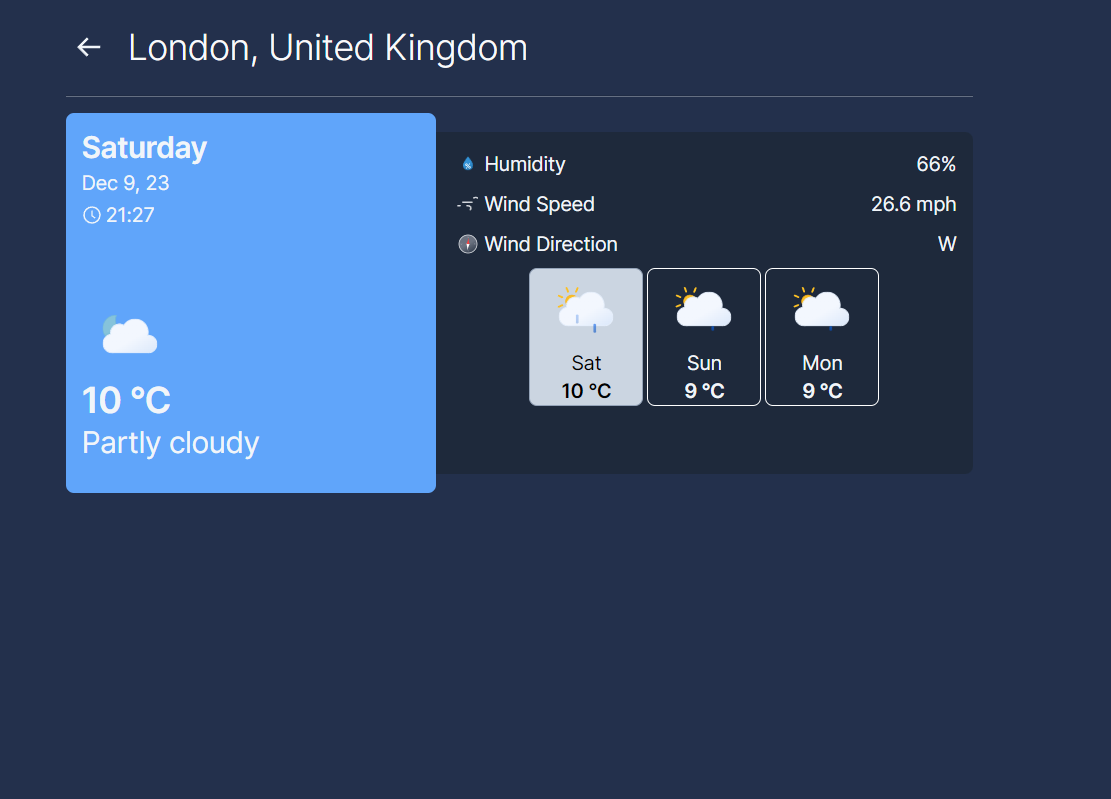 London, United Kingdom
Saturday
Dec 9, 23
21:27
10 °C
Partly cloudy
Humidity 66%
Wind Speed 26.6 mph
Wind Direction W
Sat Sun Mon
10 °C 9 °C 9 °C